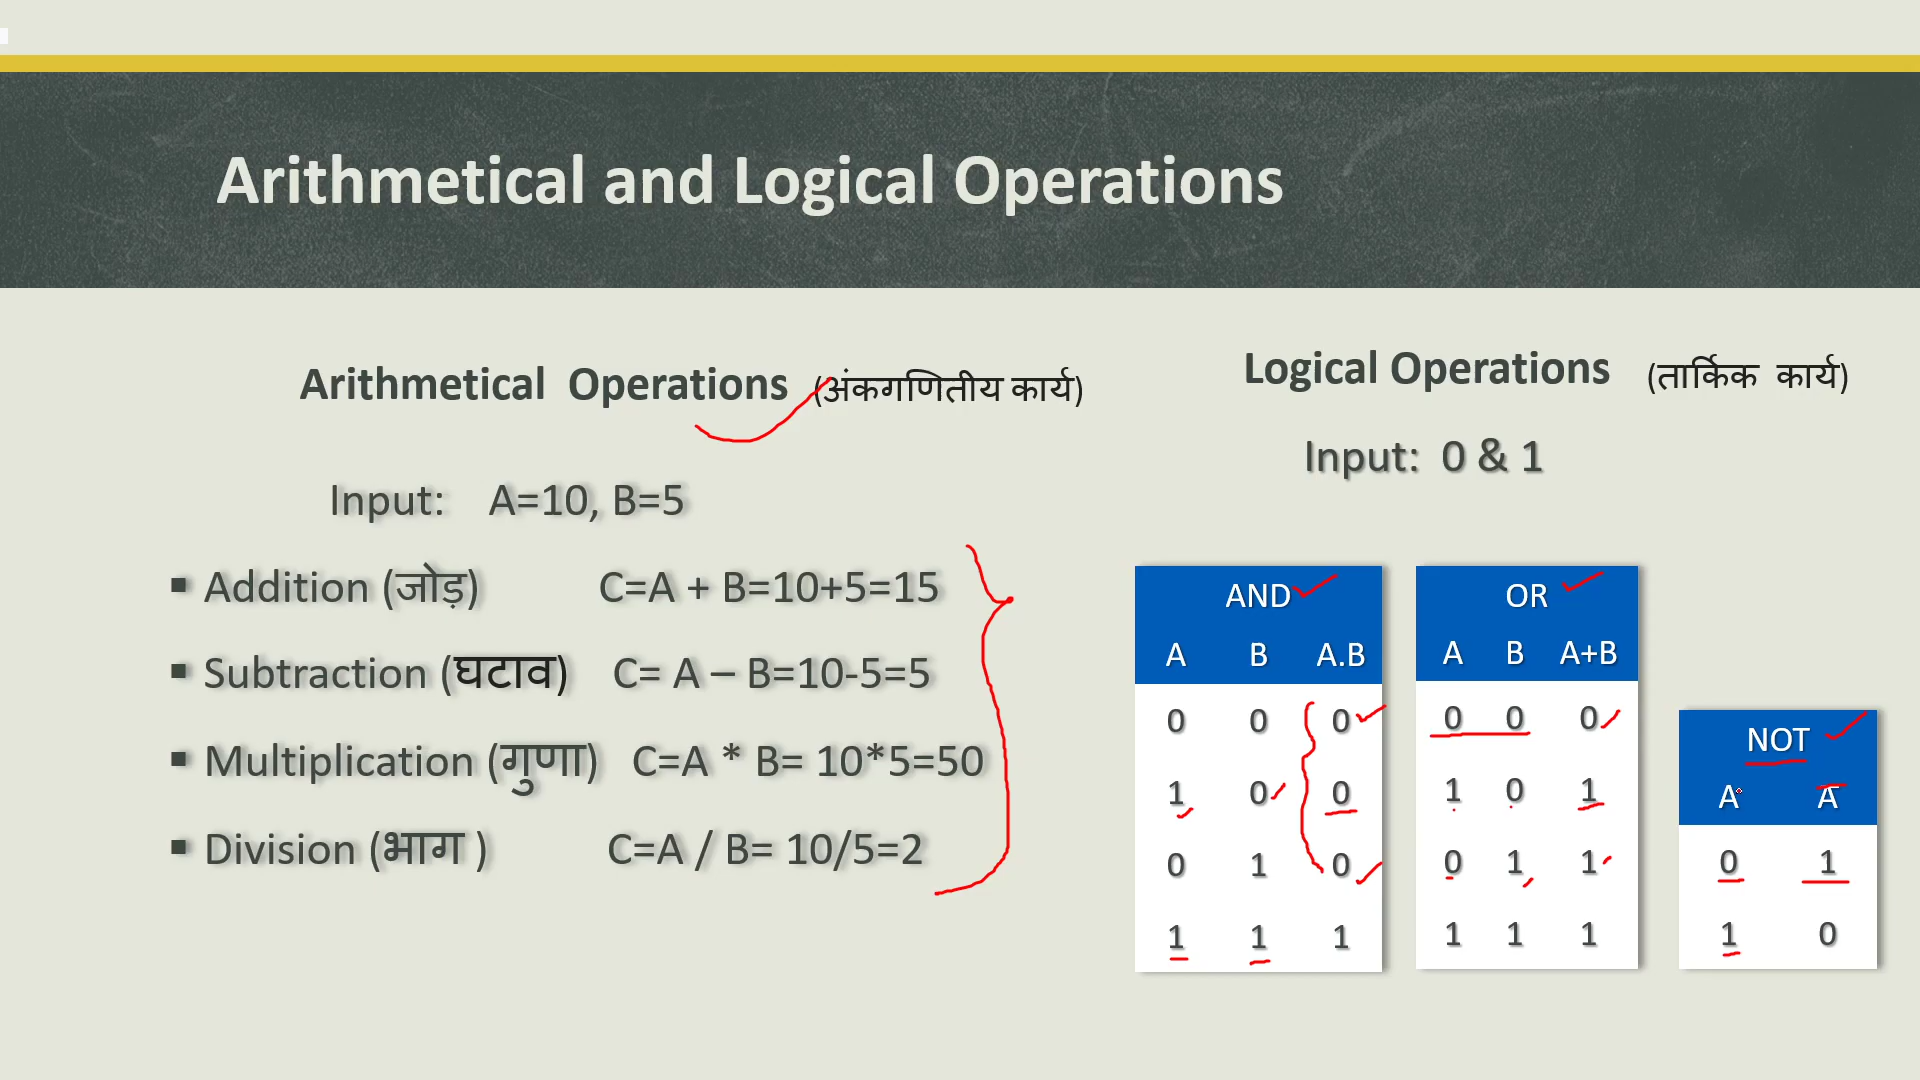 Arithmetical and Logical Operations
Arithmetical Operations (अंकगणितीय कार्य)
Input: A=10, B=5
▪ Addition (जोड़) C=A + B=10+5=15
▪ Subtraction (घटाव) C= A – B=10-5=5
▪ Multiplication (गुणा) C=A * B= 10*5=50
▪ Division (भाग ) C=A / B= 10/5=2
Logical Operations (तार्किक कार्य)
Input: 0 & 1
AND
A B A.B
0 0 0
1 0 0
0 1 0
1 1 1
OR
A B A+B
0 0 0
1 0 1
0 1 1
1 1 1
NOT
A A̅
0 1
1 0